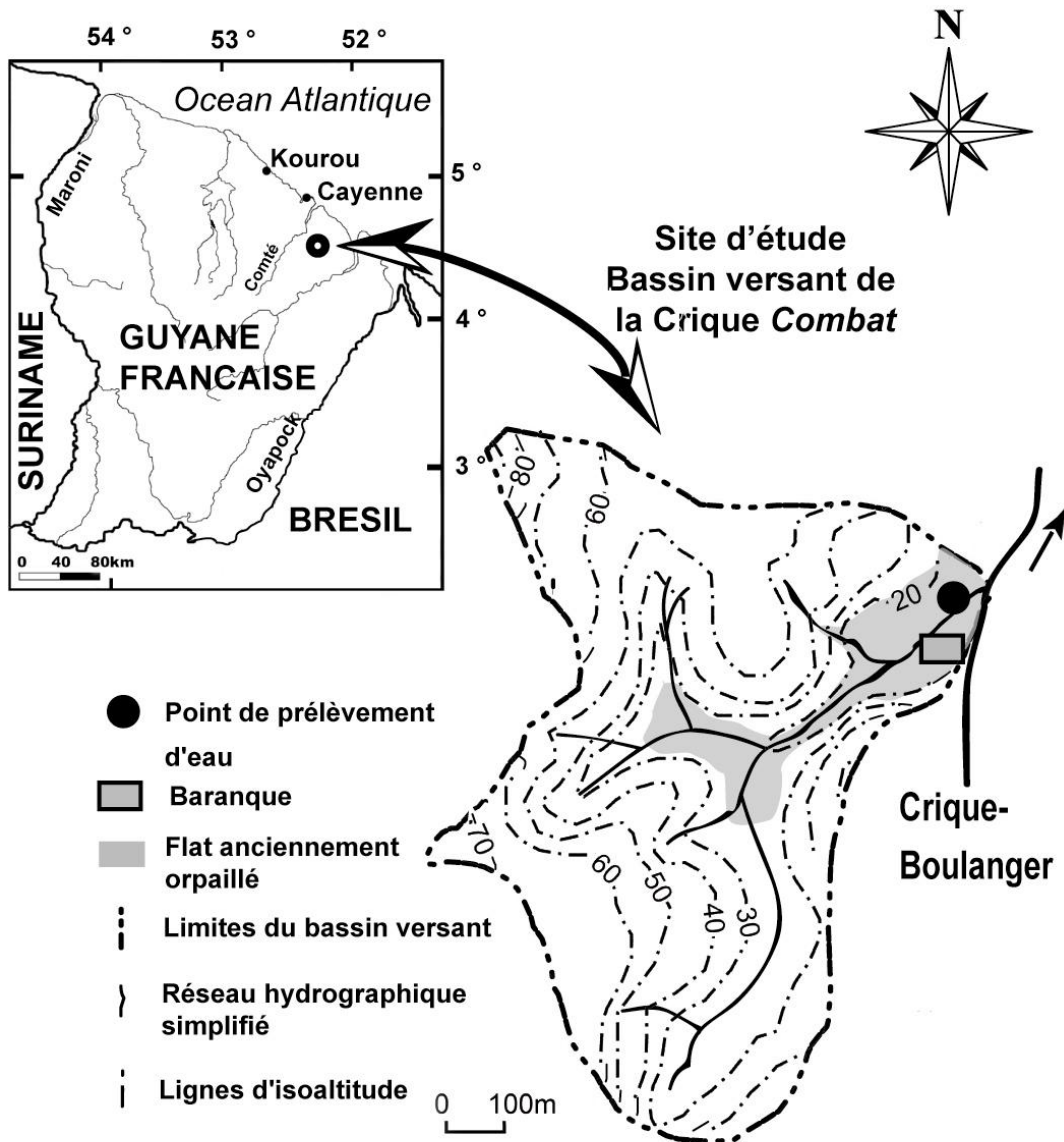 54 °
53 °
52 °
N
Ocean Atlantique
Kourou
Cayenne
5 °
Maroni
Comté
4 °
SURINAME
GUYANE
FRANCAISE
Oyapock
3 °
BRESIL
0 40 80km
Site d'étude
Bassin versant de
la Crique Combat
80
60
20
70
60
50
40
30
Crique-
Boulanger
Point de prélèvement
d'eau
Baranque
Flat anciennement
orpaillé
Limites du bassin versant
Réseau hydrographique
simplifié
Lignes d'isoaltitude
0 100m